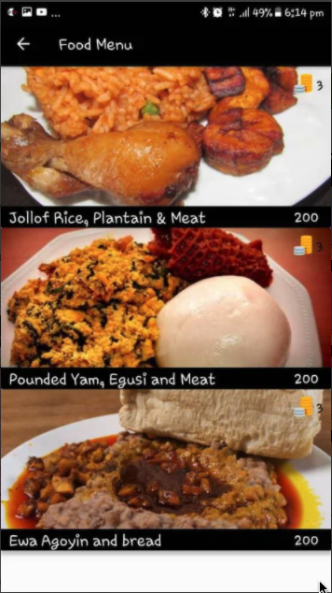 ... 49% 6:14 pm
Food Menu
3
Jollof Rice, Plantain & Meat 200
3
Pounded Yam, Egusi and Meat 200
3
Ewa Agoyin and bread 200